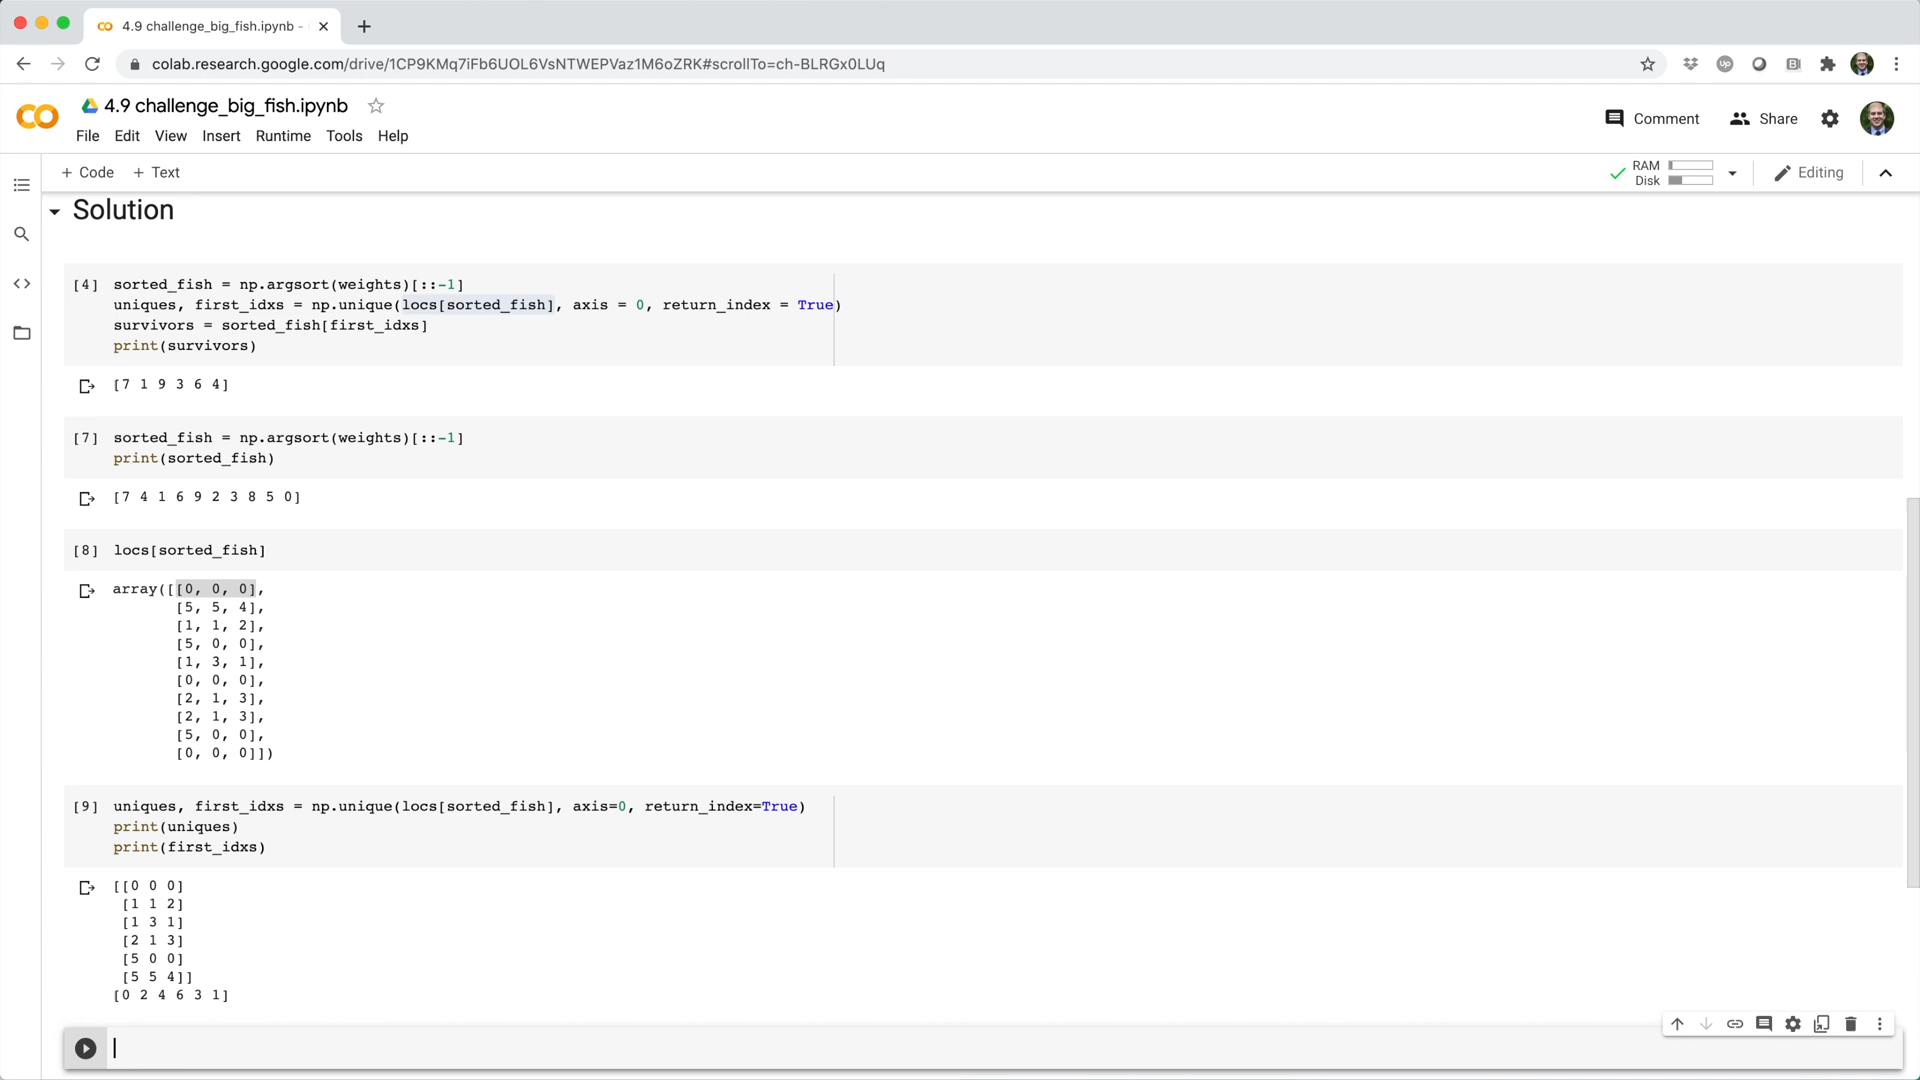 4.9 challenge_big_fish.ipynb -
colab.research.google.com/drive/1CP9KMq7iFb6UOL6VsNTWEPVaz1M6oZRK#scrollTo=ch-BLRGx0LUq
4.9 challenge_big_fish.ipynb
File Edit View Insert Runtime Tools Help
Comment Share
+ Code + Text
RAM
Disk
Editing
Solution
[4] sorted_fish = np.argsort(weights)[::-1]
uniques, first_idxs = np.unique(locs[sorted_fish], axis = 0, return_index = True)
survivors = sorted_fish[first_idxs]
print(survivors)
[7 1 9 3 6 4]
[7] sorted_fish = np.argsort(weights)[::-1]
print(sorted_fish)
[7 4 1 6 9 2 3 8 5 0]
[8] locs[sorted_fish]
array([[0, 0, 0],
[5, 5, 4],
[1, 1, 2],
[5, 0, 0],
[1, 3, 1],
[0, 0, 0],
[2, 1, 3],
[2, 1, 3],
[5, 0, 0],
[0, 0, 0]])
[9] uniques, first_idxs = np.unique(locs[sorted_fish], axis=0, return_index=True)
print(uniques)
print(first_idxs)
[[0 0 0]
[1 1 2]
[1 3 1]
[2 1 3]
[5 0 0]
[5 5 4]]
[0 2 4 6 3 1]